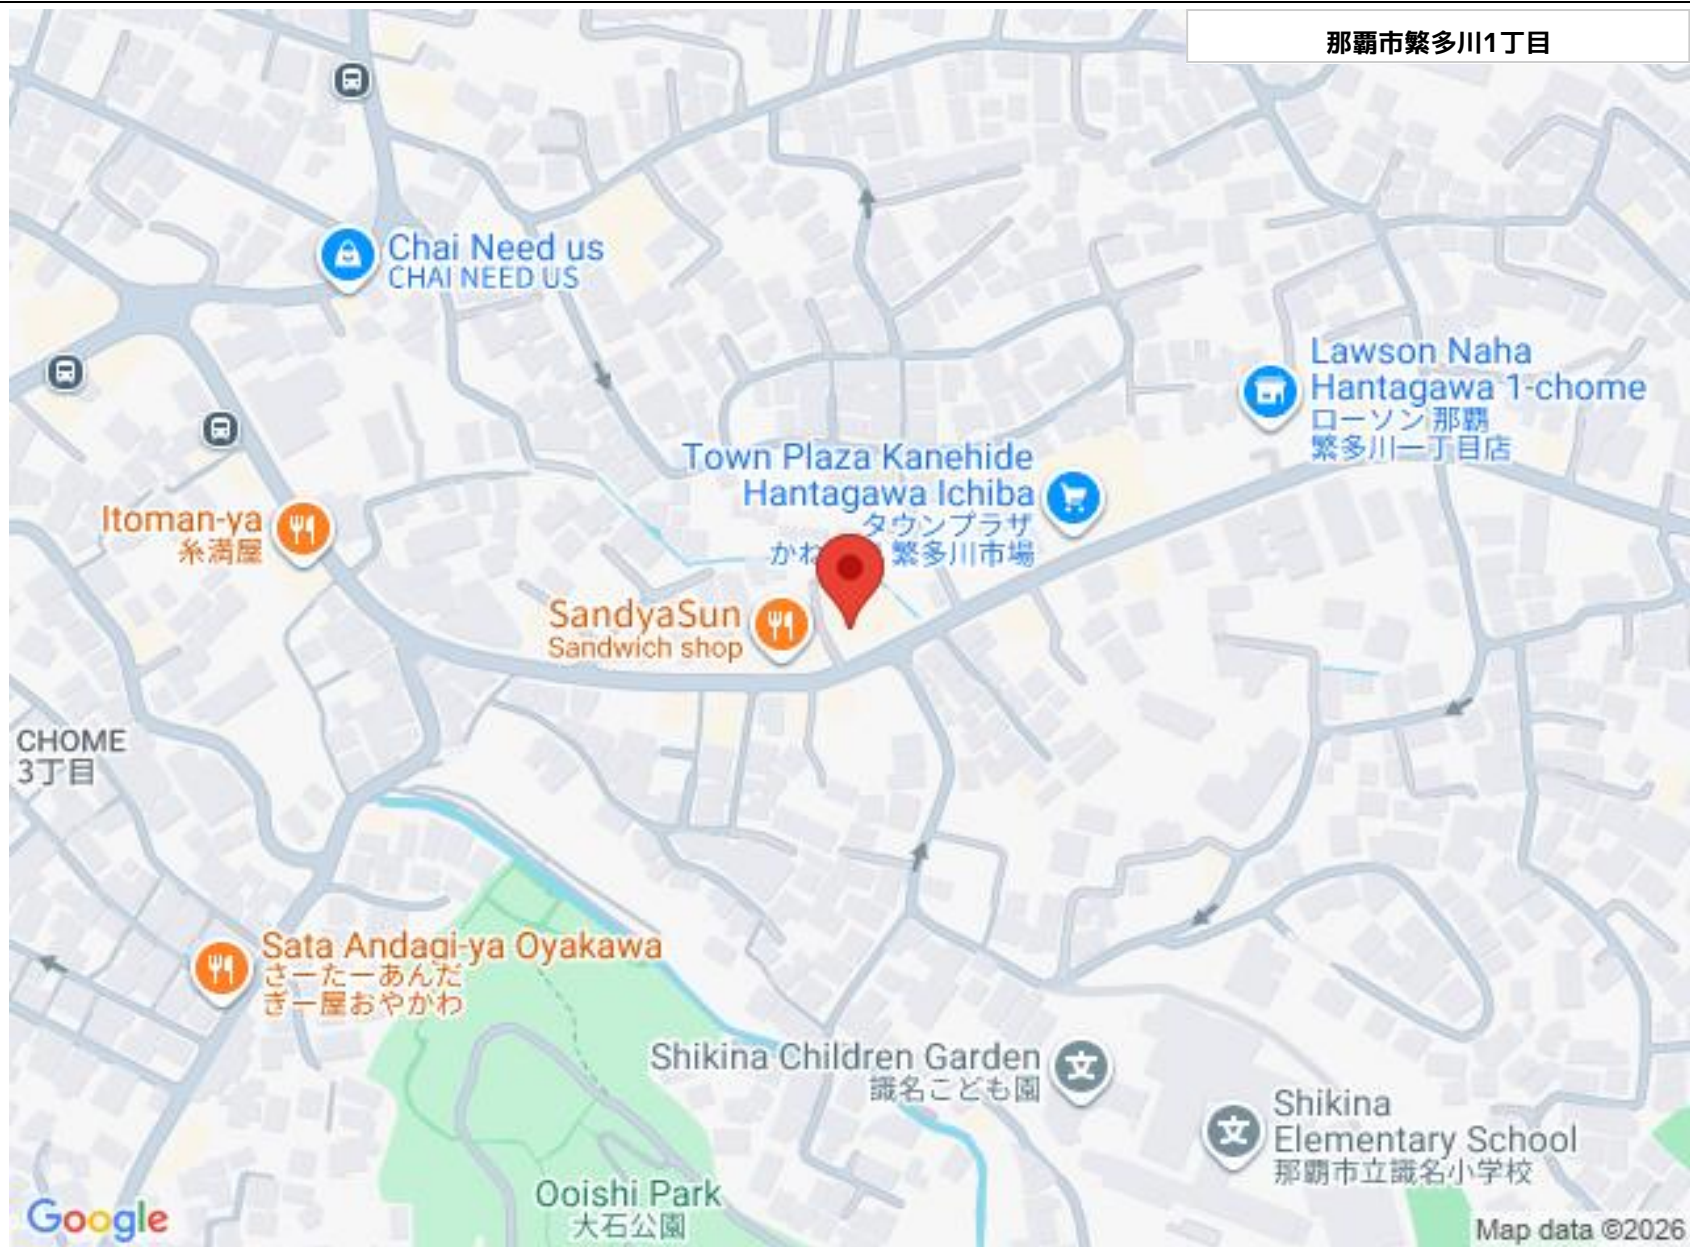 那覇市繁多川1丁目
Chai Need us
CHAI NEED US
Lawson Naha
Hantagawa 1-chome
ローソン 那覇
繁多川一丁目店
Town Plaza Kanehide
Hantagawa Ichiba
タウンプラザ
かね 繁多川市場
Itoman-ya
糸満屋
SandyaSun
Sandwich shop
CHOME
3丁目
Sata Andagi-ya Oyakawa
さーたーあんだ
ぎー屋おやかわ
Shikina Children Garden
識名こども園
Shikina
Elementary School
那覇市立識名小学校
Ooishi Park
大石公園
Google
Map data ©2026